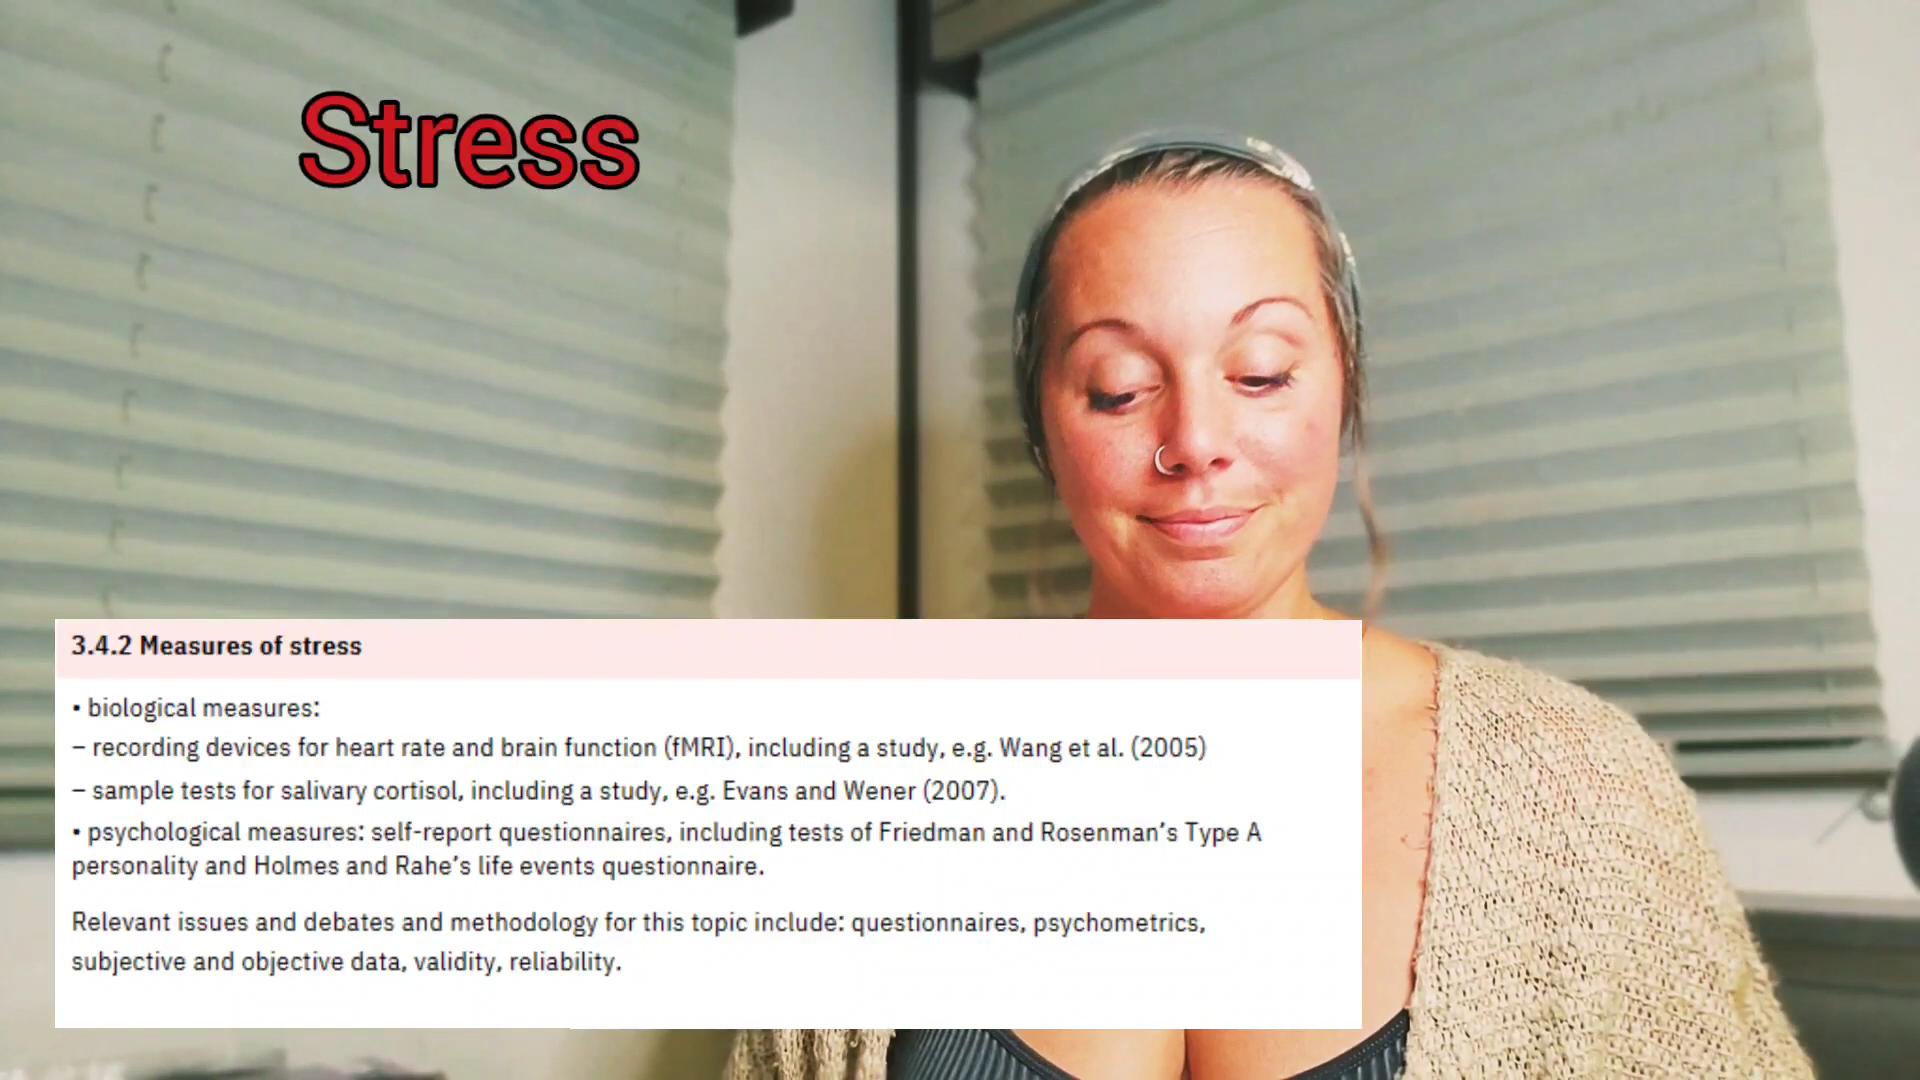 Stress
3.4.2 Measures of stress
• biological measures:
– recording devices for heart rate and brain function (fMRI), including a study, e.g. Wang et al. (2005)
– sample tests for salivary cortisol, including a study, e.g. Evans and Wener (2007).
• psychological measures: self-report questionnaires, including tests of Friedman and Rosenman’s Type A
personality and Holmes and Rahe’s life events questionnaire.
Relevant issues and debates and methodology for this topic include: questionnaires, psychometrics,
subjective and objective data, validity, reliability.